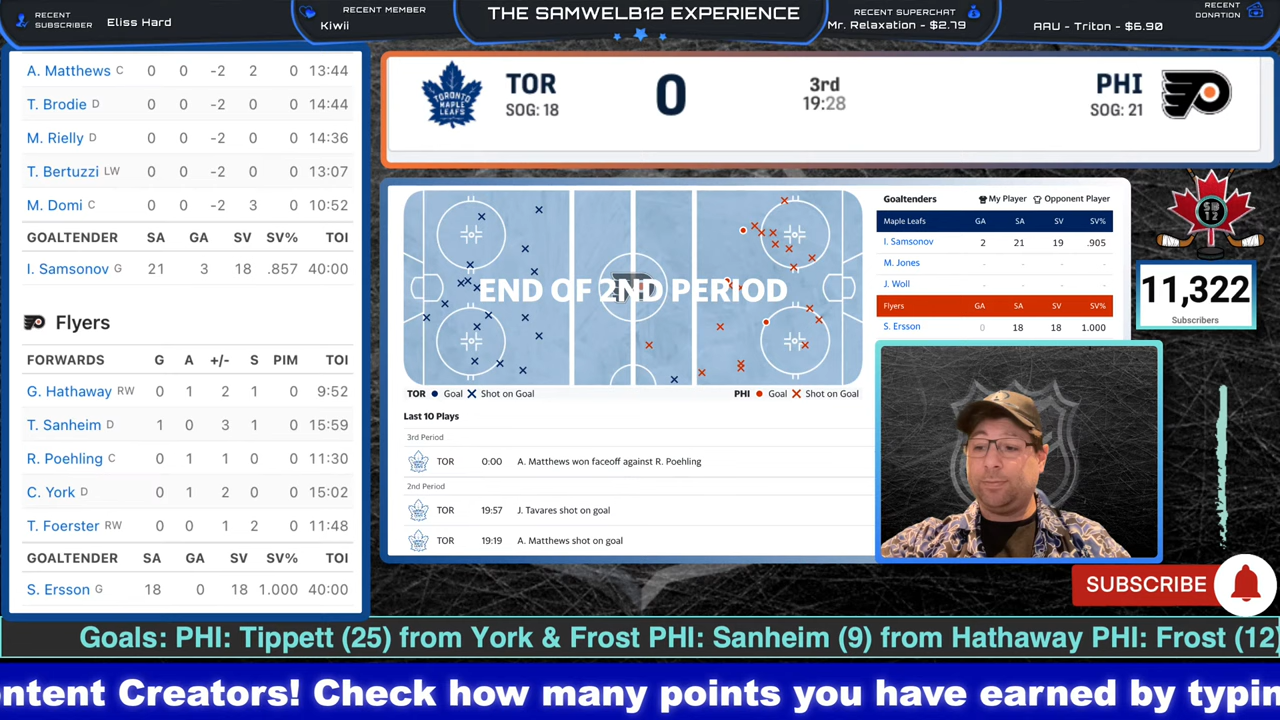 RECENT SUBSCRIBER
Eliss Hard
RECENT MEMBER
Kiwii
THE SAMWELB12 EXPERIENCE
RECENT SUPERCHAT
Mr. Relaxation - $2.79
RECENT DONATION
AAU - Triton - $6.90
A. Matthews C 0 0 -2 2 0 13:44
T. Brodie D 0 0 -2 0 0 14:44
M. Rielly D 0 0 -2 0 0 14:36
T. Bertuzzi LW 0 0 -2 0 0 13:07
M. Domi C 0 0 -2 3 0 10:52
GOALTENDER SA GA SV SV% TOI
I. Samsonov G 21 3 18 .857 40:00
Flyers
FORWARDS G A +/- S PIM TOI
G. Hathaway RW 0 1 2 1 0 9:52
T. Sanheim D 1 0 3 1 0 15:59
R. Poehling C 0 1 1 0 0 11:30
C. York D 0 1 2 0 0 15:02
T. Foerster RW 0 0 1 2 0 11:48
GOALTENDER SA GA SV SV% TOI
S. Ersson G 18 0 18 1.000 40:00
TORONTO MAPLE LEAFS
TOR
SOG: 18
0
3rd
19:28
PHI
SOG: 21
END OF 2ND PERIOD
TOR Goal Shot on Goal
PHI Goal Shot on Goal
Last 10 Plays
3rd Period
TOR 0:00 A. Matthews won faceoff against R. Poehling
2nd Period
TOR 19:57 J. Tavares shot on goal
TOR 19:19 A. Matthews shot on goal
Goaltenders My Player Opponent Player
Maple Leafs GA SA SV SV%
I. Samsonov 2 21 19 .905
M. Jones - - - -
J. Woll - - - -
Flyers GA SA SV SV%
S. Ersson 0 18 18 1.000
SB
12
11,322
Subscribers
SUBSCRIBE
Goals: PHI: Tippett (25) from York & Frost PHI: Sanheim (9) from Hathaway PHI: Frost (12)
ontent Creators! Check how many points you have earned by typin